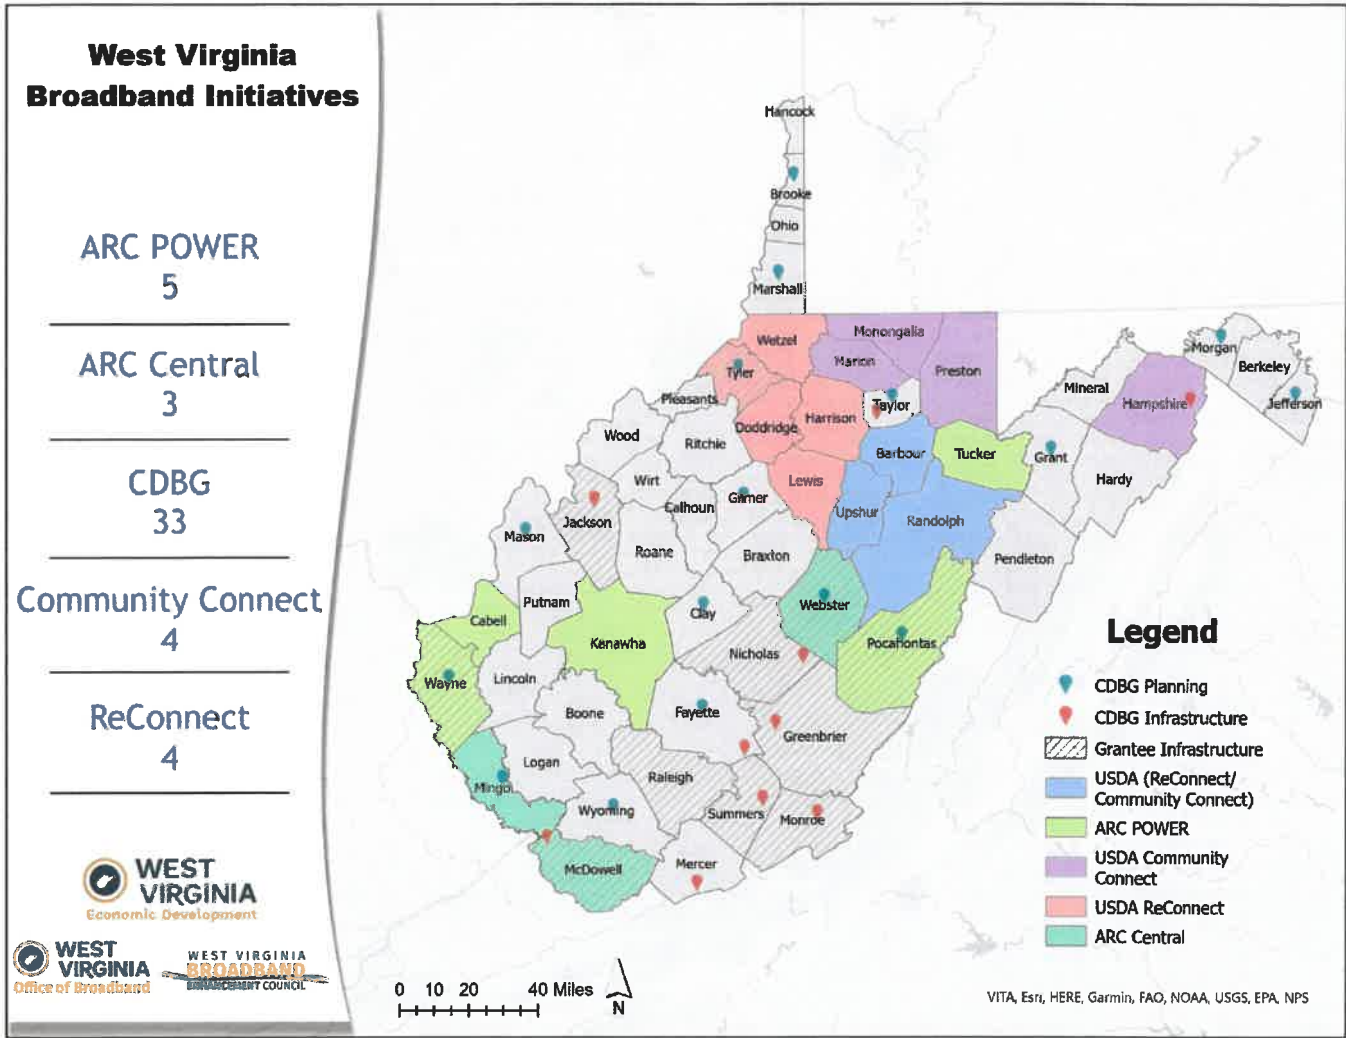 West Virginia
Broadband Initiatives
ARC POWER
5
ARC Central
3
CDBG
33
Community Connect
4
ReConnect
4
WEST
VIRGINIA
Economic Development
WEST
VIRGINIA
Office of Broadband
WEST VIRGINIA
BROADBAND
ENHANCEMENT COUNCIL
Hancock
Brooke
Ohio
Marshall
Wetzel
Monongalia
Marion
Tyler
Preston
Pleasants
Taylor
Morgan
Berkeley
Mineral
Hampshire
Jefferson
Wood
Ritchie
Doddridge
Harrison
Barbour
Tucker
Grant
Hardy
Wirt
Calhoun
Gilmer
Lewis
Upshur
Randolph
Jackson
Mason
Roane
Braxton
Pendleton
Putnam
Clay
Webster
Cabell
Kanawha
Nicholas
Pocahontas
Wayne
Lincoln
Boone
Fayette
Greenbrier
Logan
Raleigh
Mingo
Wyoming
Summers
Monroe
McDowell
Mercer
Legend
CDBG Planning
CDBG Infrastructure
Grantee Infrastructure
USDA (ReConnect/
Community Connect)
ARC POWER
USDA Community
Connect
USDA ReConnect
ARC Central
0 10 20 40 Miles
N
VITA, Esri, HERE, Garmin, FAO, NOAA, USGS, EPA, NPS